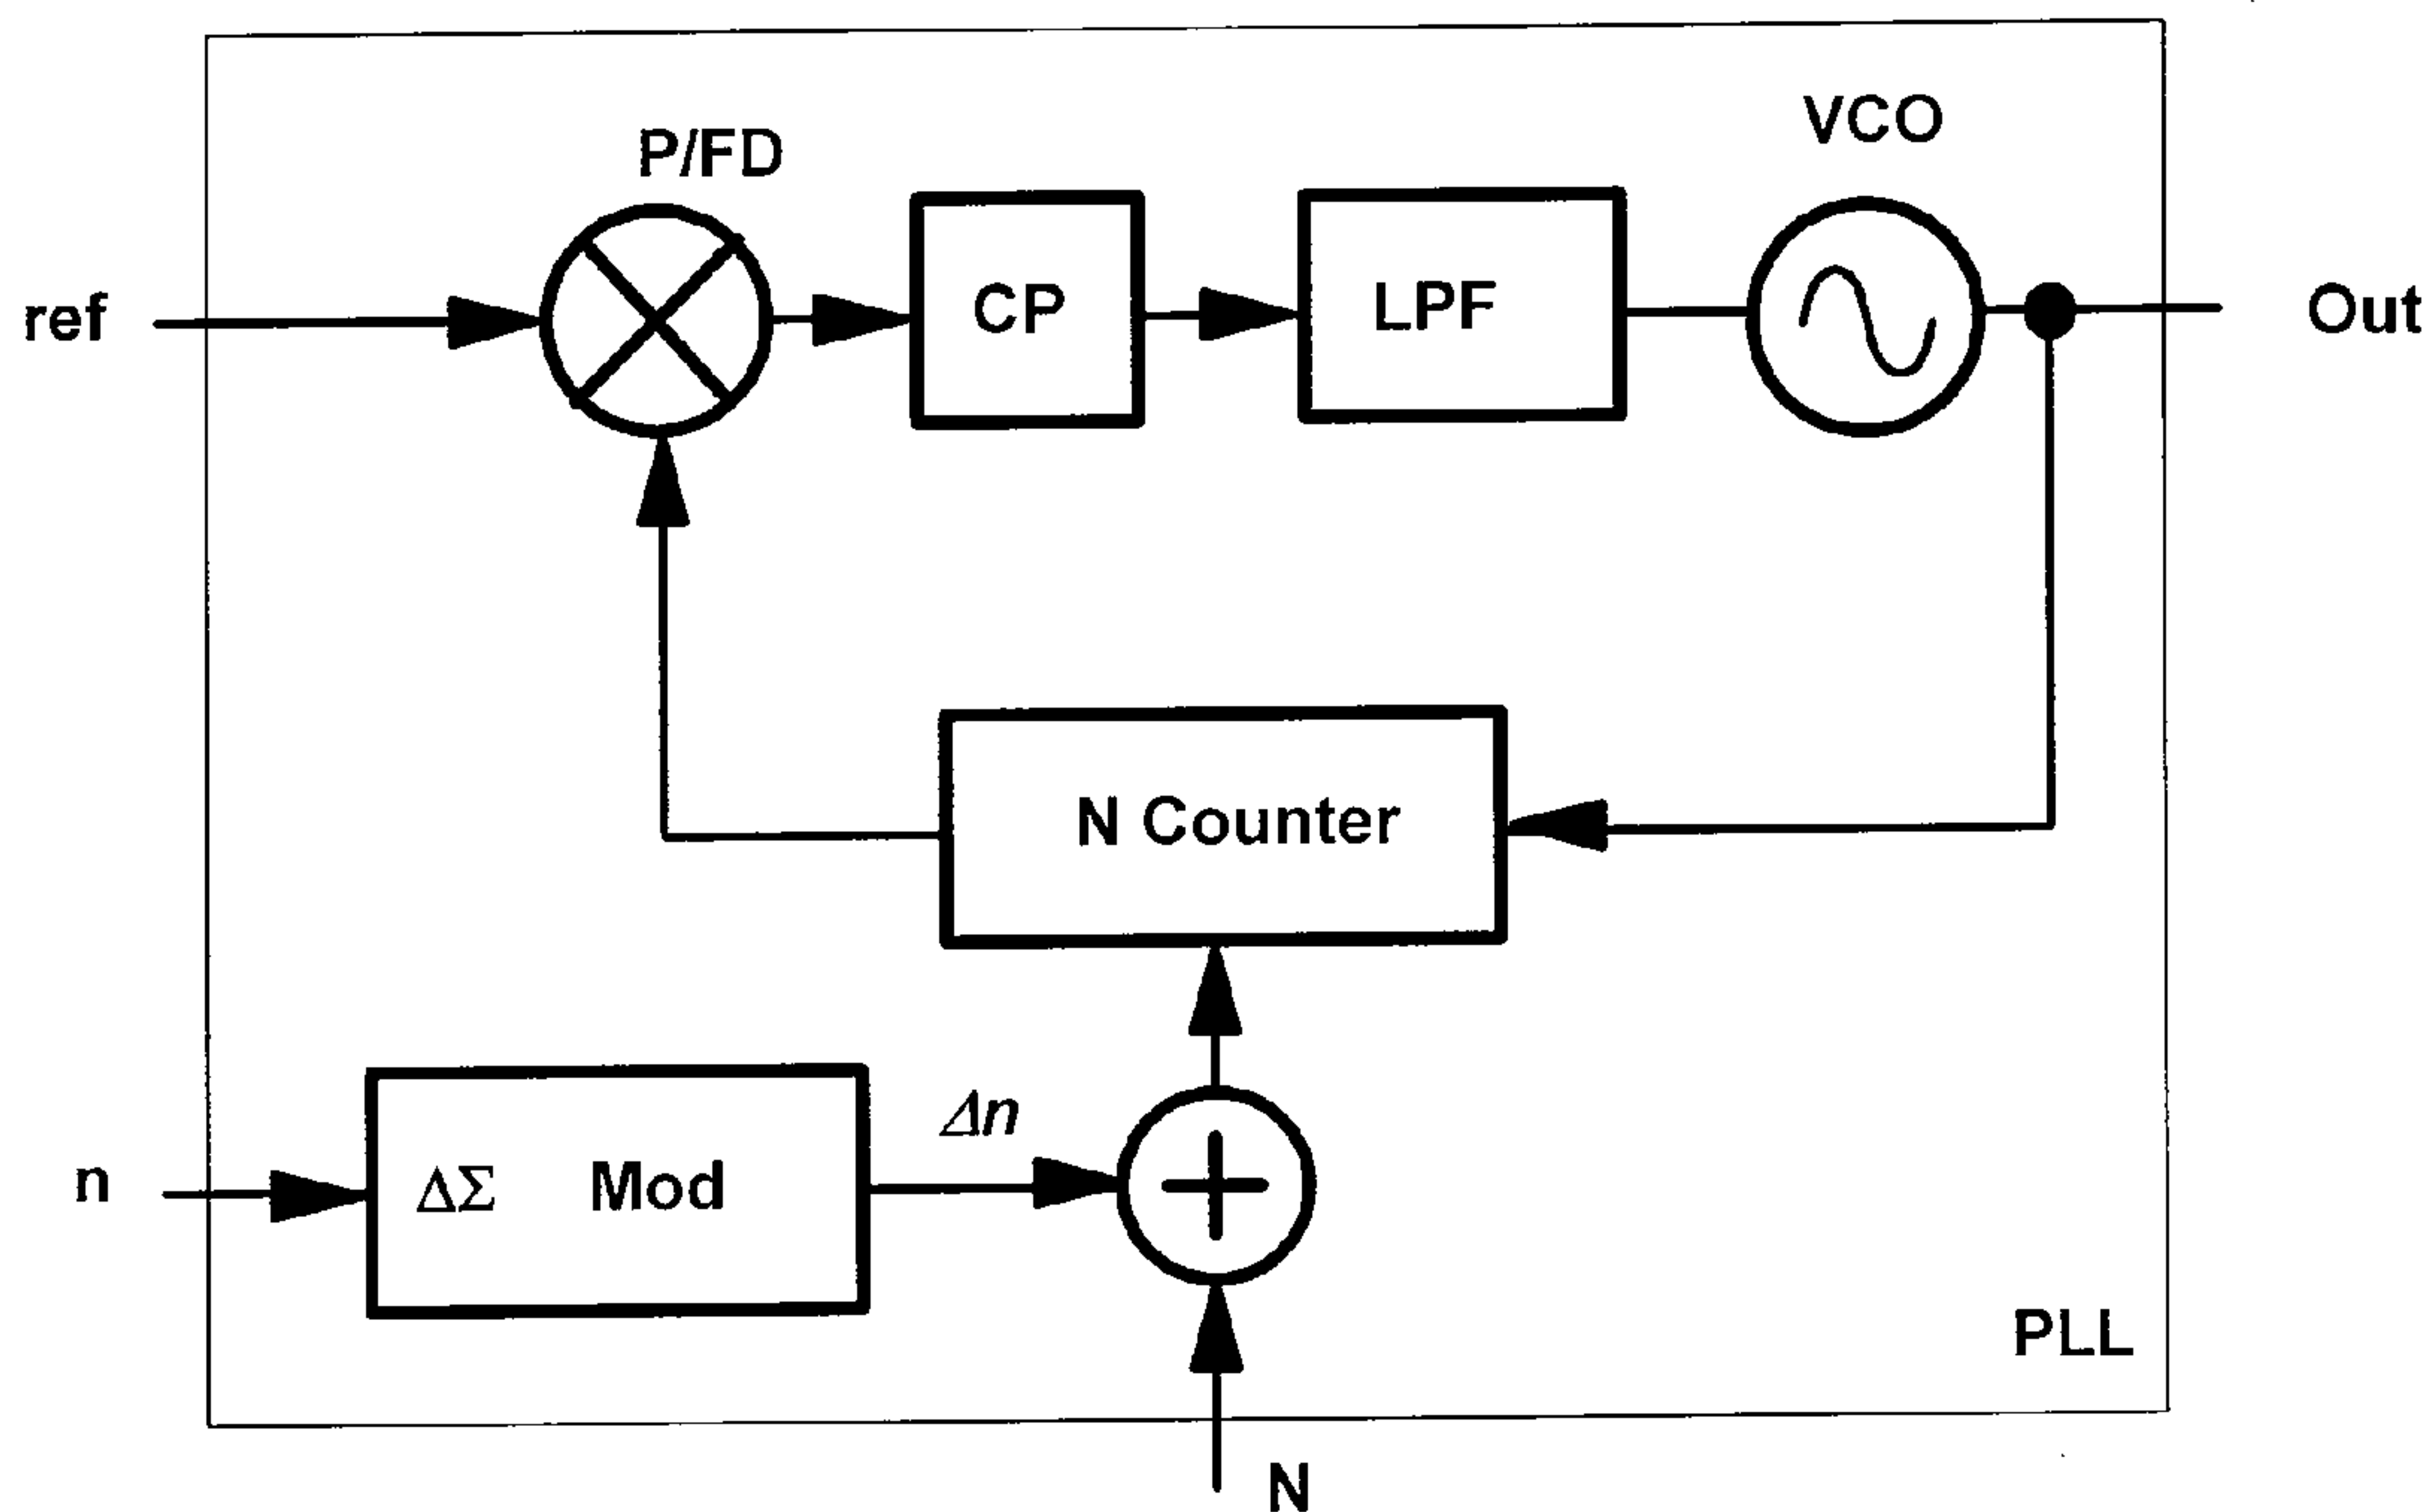 P/FD
VCO
ref
CP
LPF
Out
N Counter
Δn
n
ΔΣ Mod
PLL
N